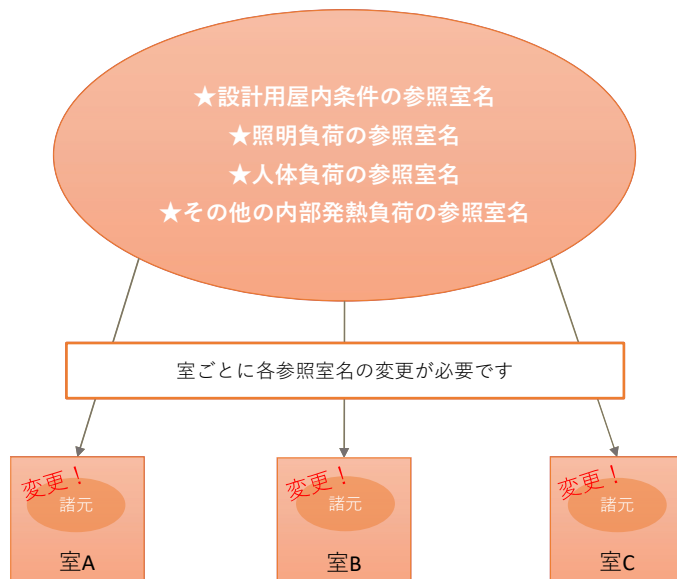 ★設計用屋内条件の参照室名
★照明負荷の参照室名
★人体負荷の参照室名
★その他の内部発熱負荷の参照室名
室ごとに各参照室名の変更が必要です
変更！
諸元
室A
変更！
諸元
室B
変更！
諸元
室C